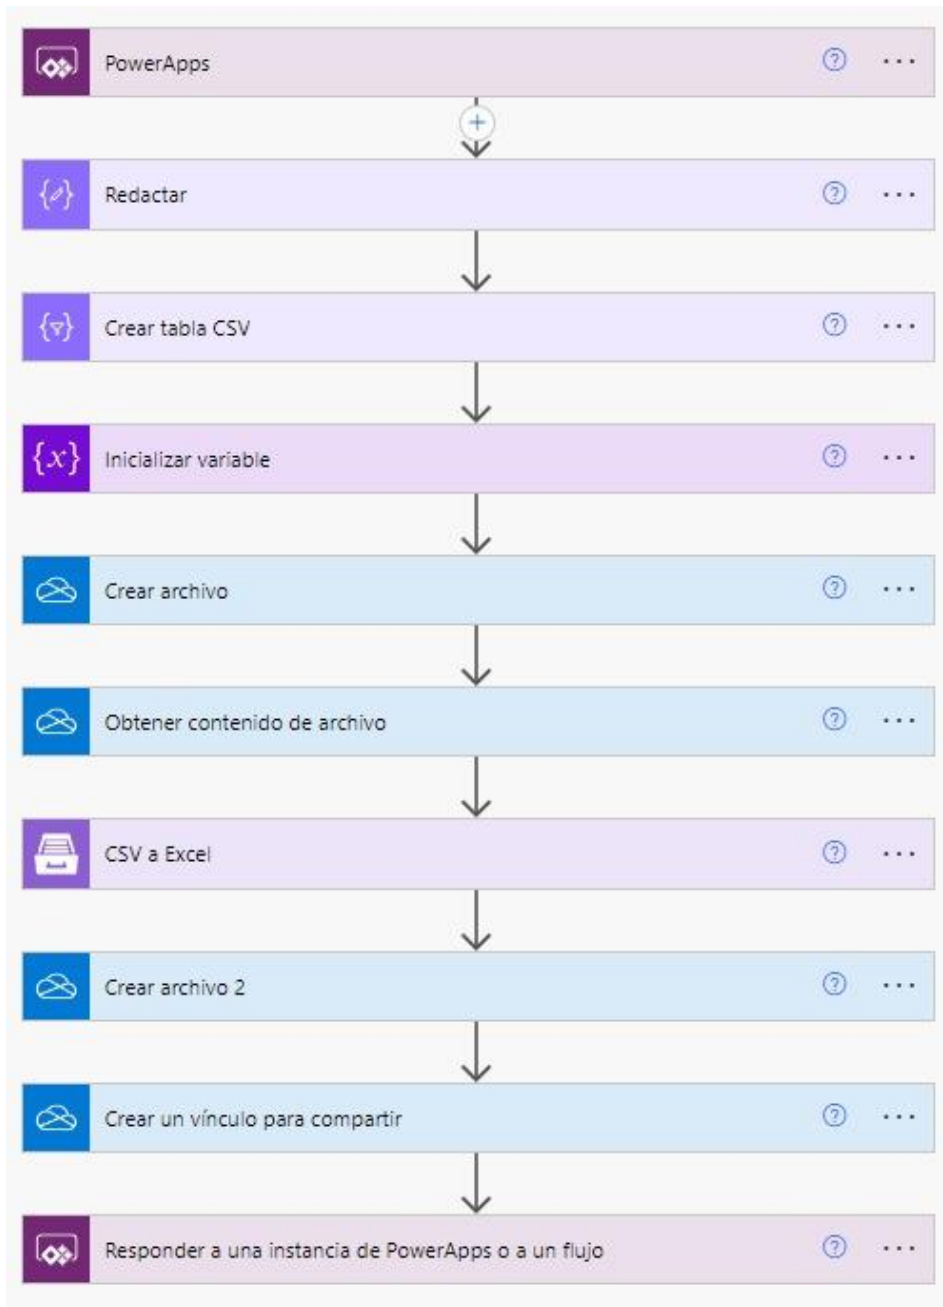 PowerApps
Redactar
Crear tabla CSV
{x} Inicializar variable
Crear archivo
Obtener contenido de archivo
CSV a Excel
Crear archivo 2
Crear un vínculo para compartir
Responder a una instancia de PowerApps o a un flujo